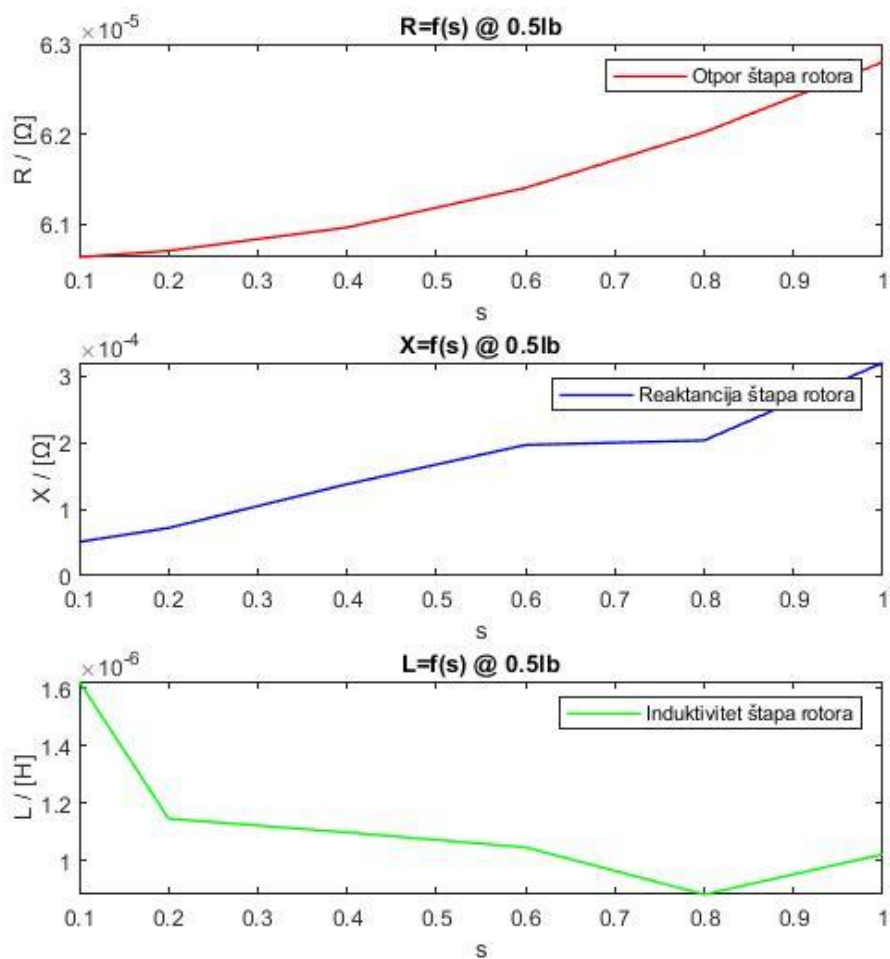 R=f(s) @ 0.5Ib
×10⁻⁵
6.3
6.2
6.1
R / [Ω]
Otpor štapa rotora
0.1 0.2 0.3 0.4 0.5 0.6 0.7 0.8 0.9 1
s
X=f(s) @ 0.5Ib
×10⁻⁴
3
2
1
0
X / [Ω]
Reaktancija štapa rotora
0.1 0.2 0.3 0.4 0.5 0.6 0.7 0.8 0.9 1
s
L=f(s) @ 0.5Ib
×10⁻⁶
1.6
1.4
1.2
1
L / [H]
Induktivitet štapa rotora
0.1 0.2 0.3 0.4 0.5 0.6 0.7 0.8 0.9 1
s